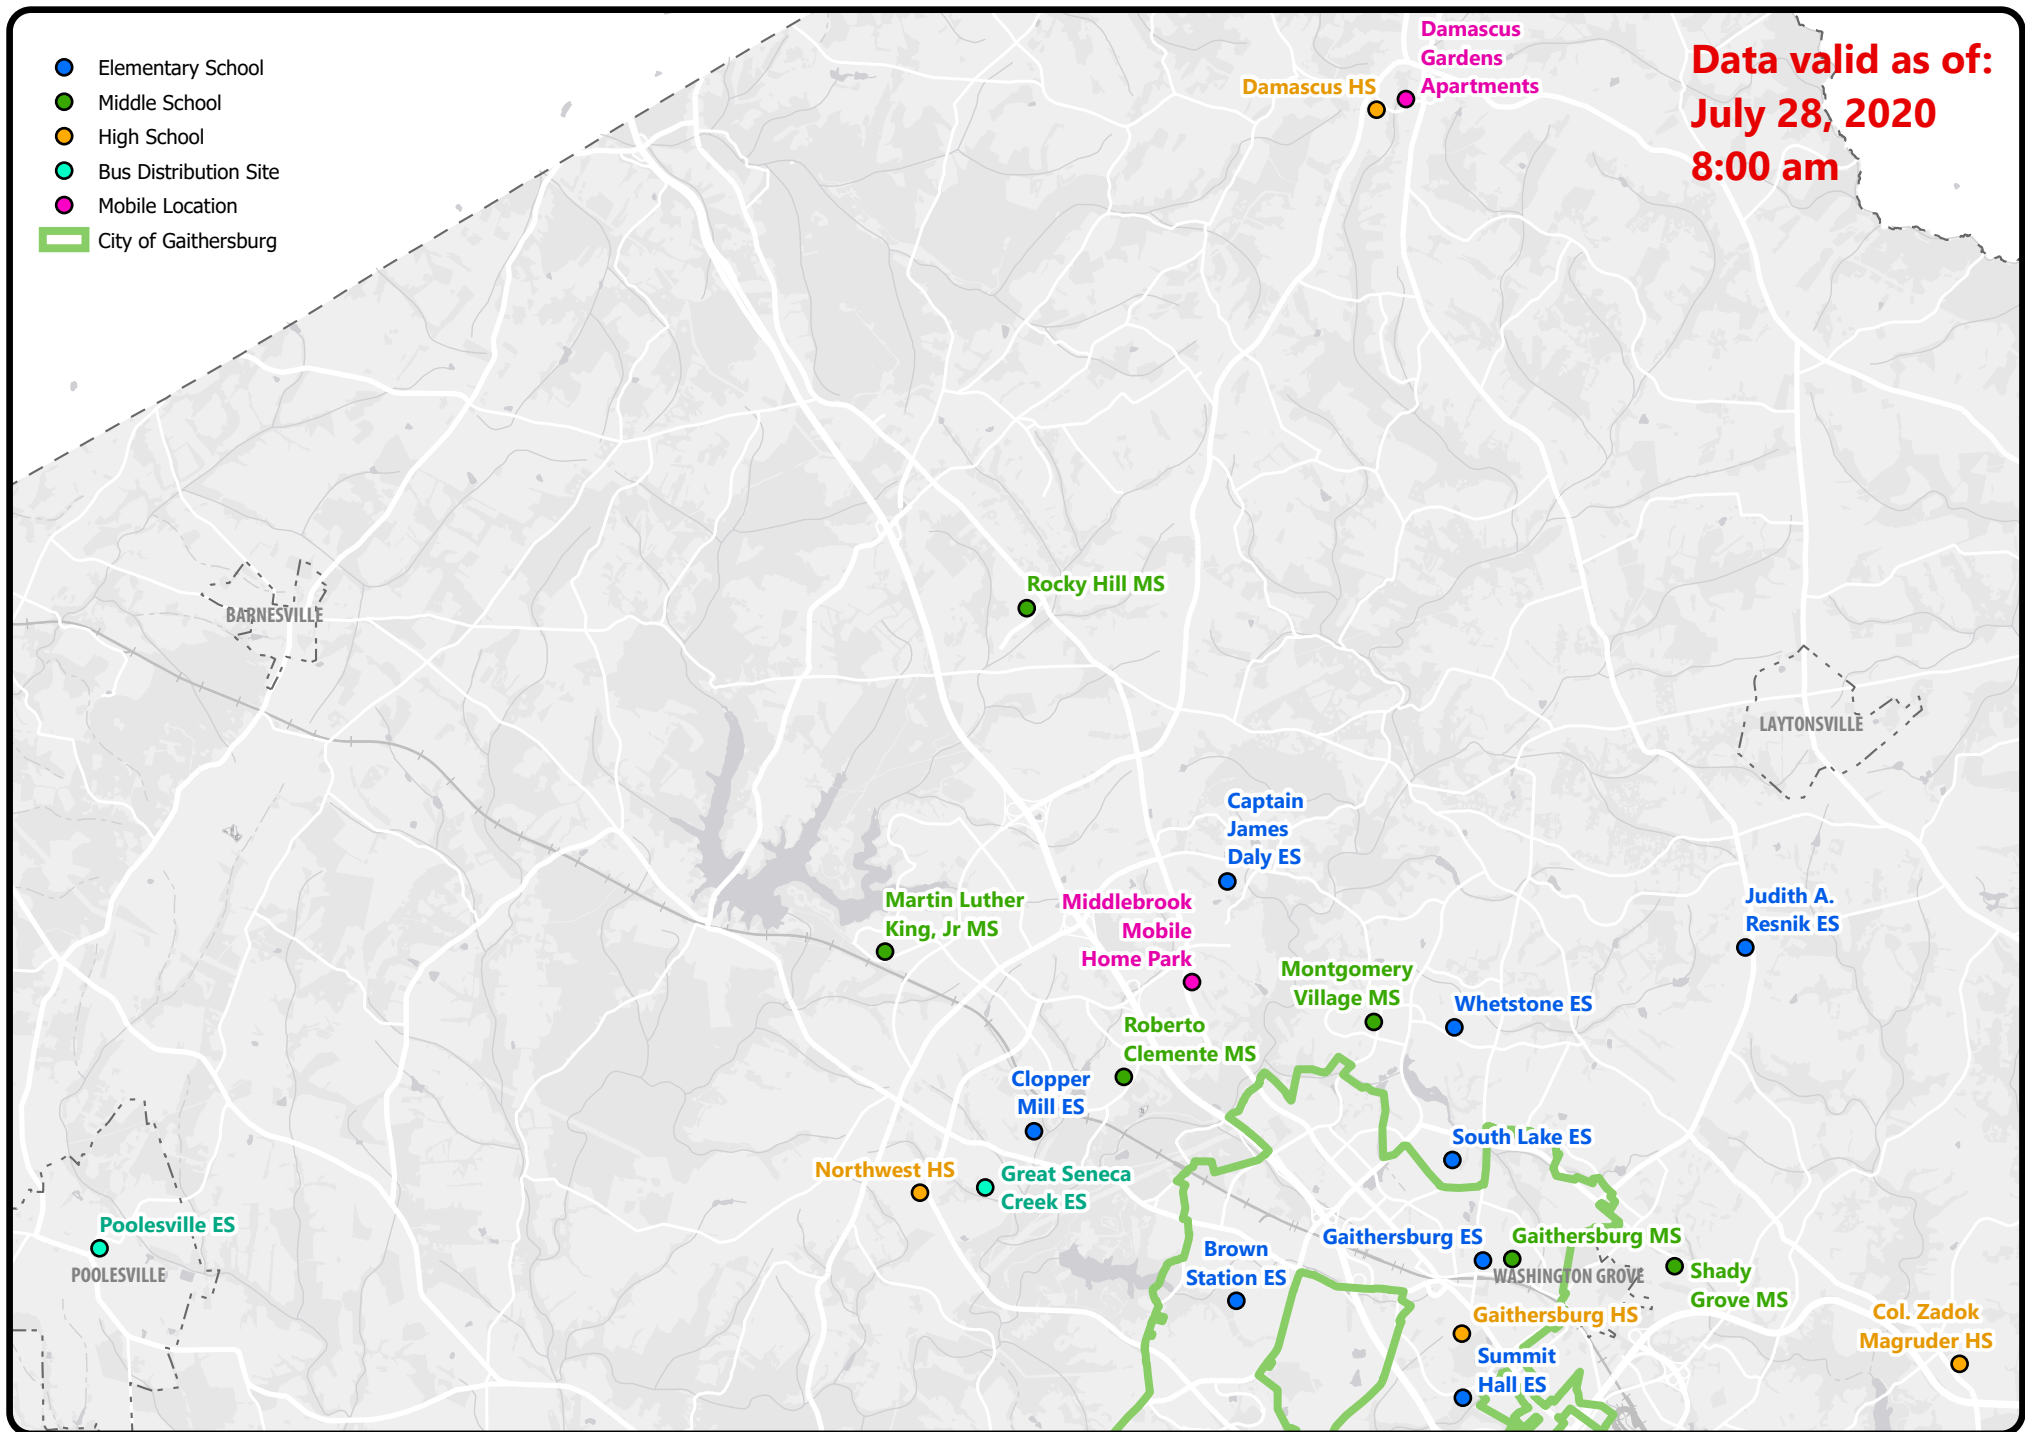 Elementary School
Middle School
High School
Bus Distribution Site
Mobile Location
City of Gaithersburg
Data valid as of:
July 28, 2020
8:00 am
Damascus
Gardens
Apartments
Damascus HS
Rocky Hill MS
BARNESVILLE
LAYTONSVILLE
Captain
James
Daly ES
Martin Luther
King, Jr MS
Middlebrook
Mobile
Home Park
Judith A.
Resnik ES
Montgomery
Village MS
Whetstone ES
Roberto
Clemente MS
Clopper
Mill ES
South Lake ES
Northwest HS
Great Seneca
Creek ES
Poolesville ES
POOLESVILLE
Brown
Station ES
Gaithersburg ES
Gaithersburg MS
WASHINGTON GROVE
Shady
Grove MS
Gaithersburg HS
Col. Zadok
Magruder HS
Summit
Hall ES